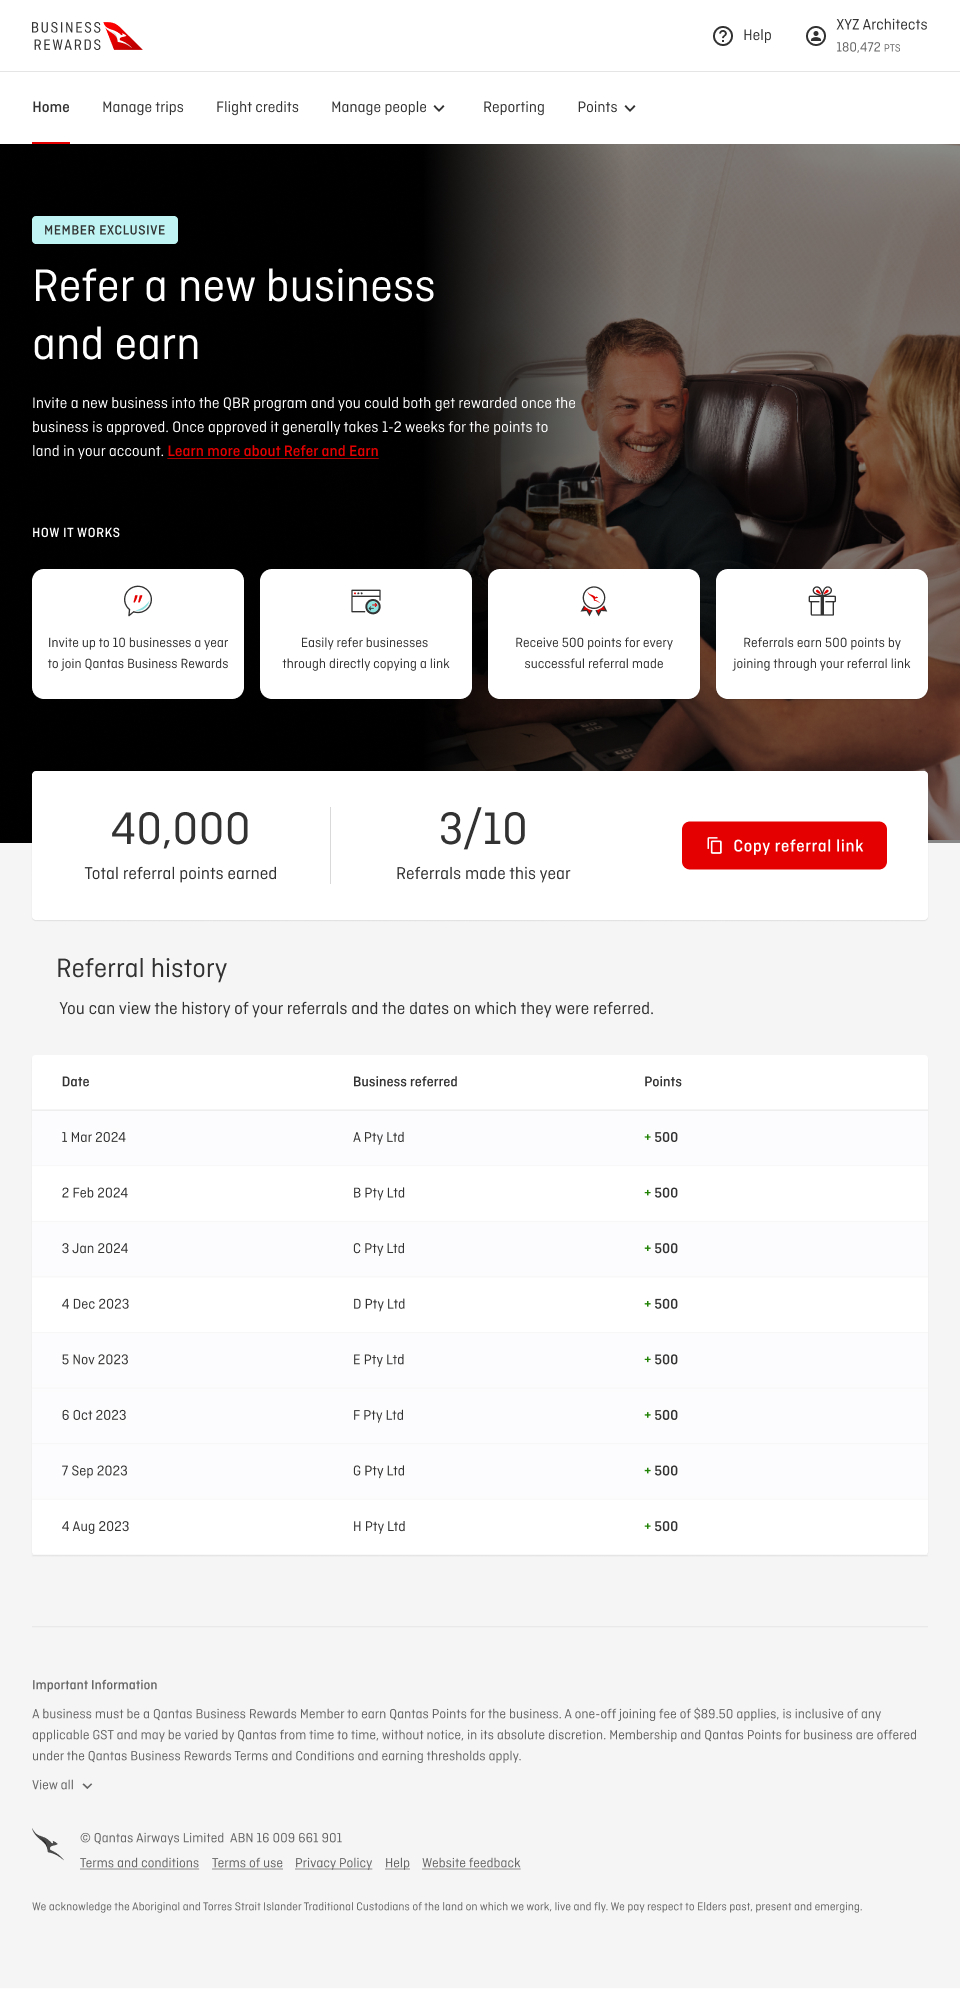 BUSINESS
REWARDS
Help
XYZ Architects
180,472 PTS
Home
Manage trips
Flight credits
Manage people
Reporting
Points
MEMBER EXCLUSIVE
Refer a new business
and earn
Invite a new business into the QBR program and you could both get rewarded once the
business is approved. Once approved it generally takes 1-2 weeks for the points to
land in your account. Learn more about Refer and Earn
HOW IT WORKS
Invite up to 10 businesses a year
to join Qantas Business Rewards
Easily refer businesses
through directly copying a link
Receive 500 points for every
successful referral made
Referrals earn 500 points by
joining through your referral link
40,000
Total referral points earned
3/10
Referrals made this year
Copy referral link
Referral history
You can view the history of your referrals and the dates on which they were referred.
Date Business referred Points
1 Mar 2024 A Pty Ltd + 500
2 Feb 2024 B Pty Ltd + 500
3 Jan 2024 C Pty Ltd + 500
4 Dec 2023 D Pty Ltd + 500
5 Nov 2023 E Pty Ltd + 500
6 Oct 2023 F Pty Ltd + 500
7 Sep 2023 G Pty Ltd + 500
4 Aug 2023 H Pty Ltd + 500
Important Information
A business must be a Qantas Business Rewards Member to earn Qantas Points for the business. A one-off joining fee of $89.50 applies, is inclusive of any
applicable GST and may be varied by Qantas from time to time, without notice, in its absolute discretion. Membership and Qantas Points for business are offered
under the Qantas Business Rewards Terms and Conditions and earning thresholds apply.
View all
© Qantas Airways Limited ABN 16 009 661 901
Terms and conditions Terms of use Privacy Policy Help Website feedback
We acknowledge the Aboriginal and Torres Strait Islander Traditional Custodians of the land on which we work, live and fly. We pay respect to Elders past, present and emerging.